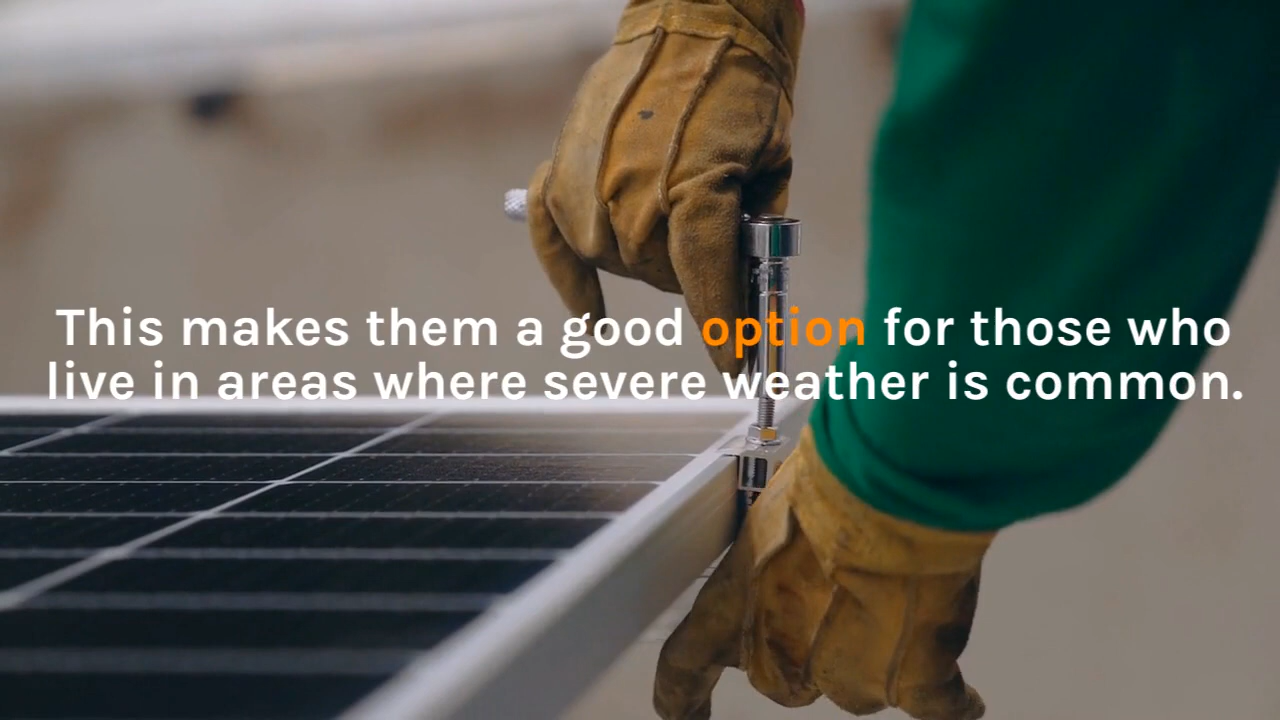 This makes them a good option for those who
live in areas where severe weather is common.